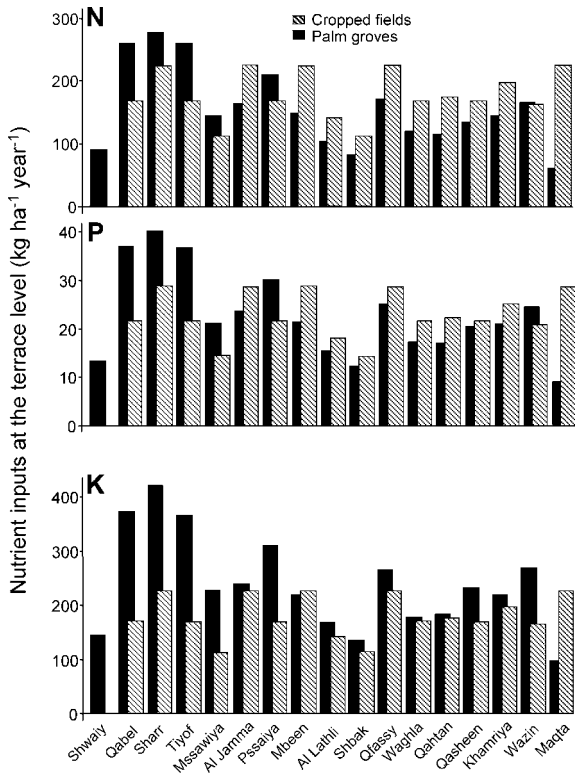 N
Cropped fields
Palm groves
300
200
100
0
P
40
30
20
10
0
K
400
300
200
100
0
Nutrient inputs at the terrace level (kg ha⁻¹ year⁻¹)
Shwaiy
Qabel
Sharr
Tiyof
Mssawiya
Al Jamma
Pssaiya
Mbeen
Al Lathli
Shbak
Qfassy
Waghla
Qahtan
Qasheen
Khamriya
Wazin
Maqta